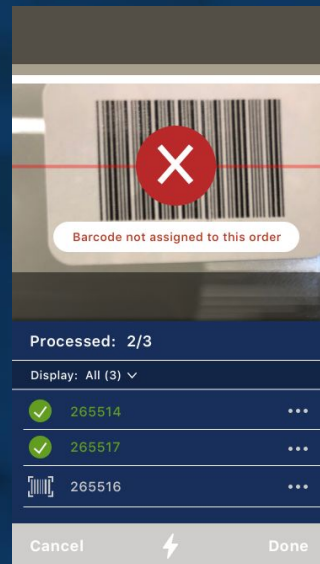 Barcode not assigned to this order
Processed: 2/3
Display: All (3)
265514
265517
265516
Cancel
Done